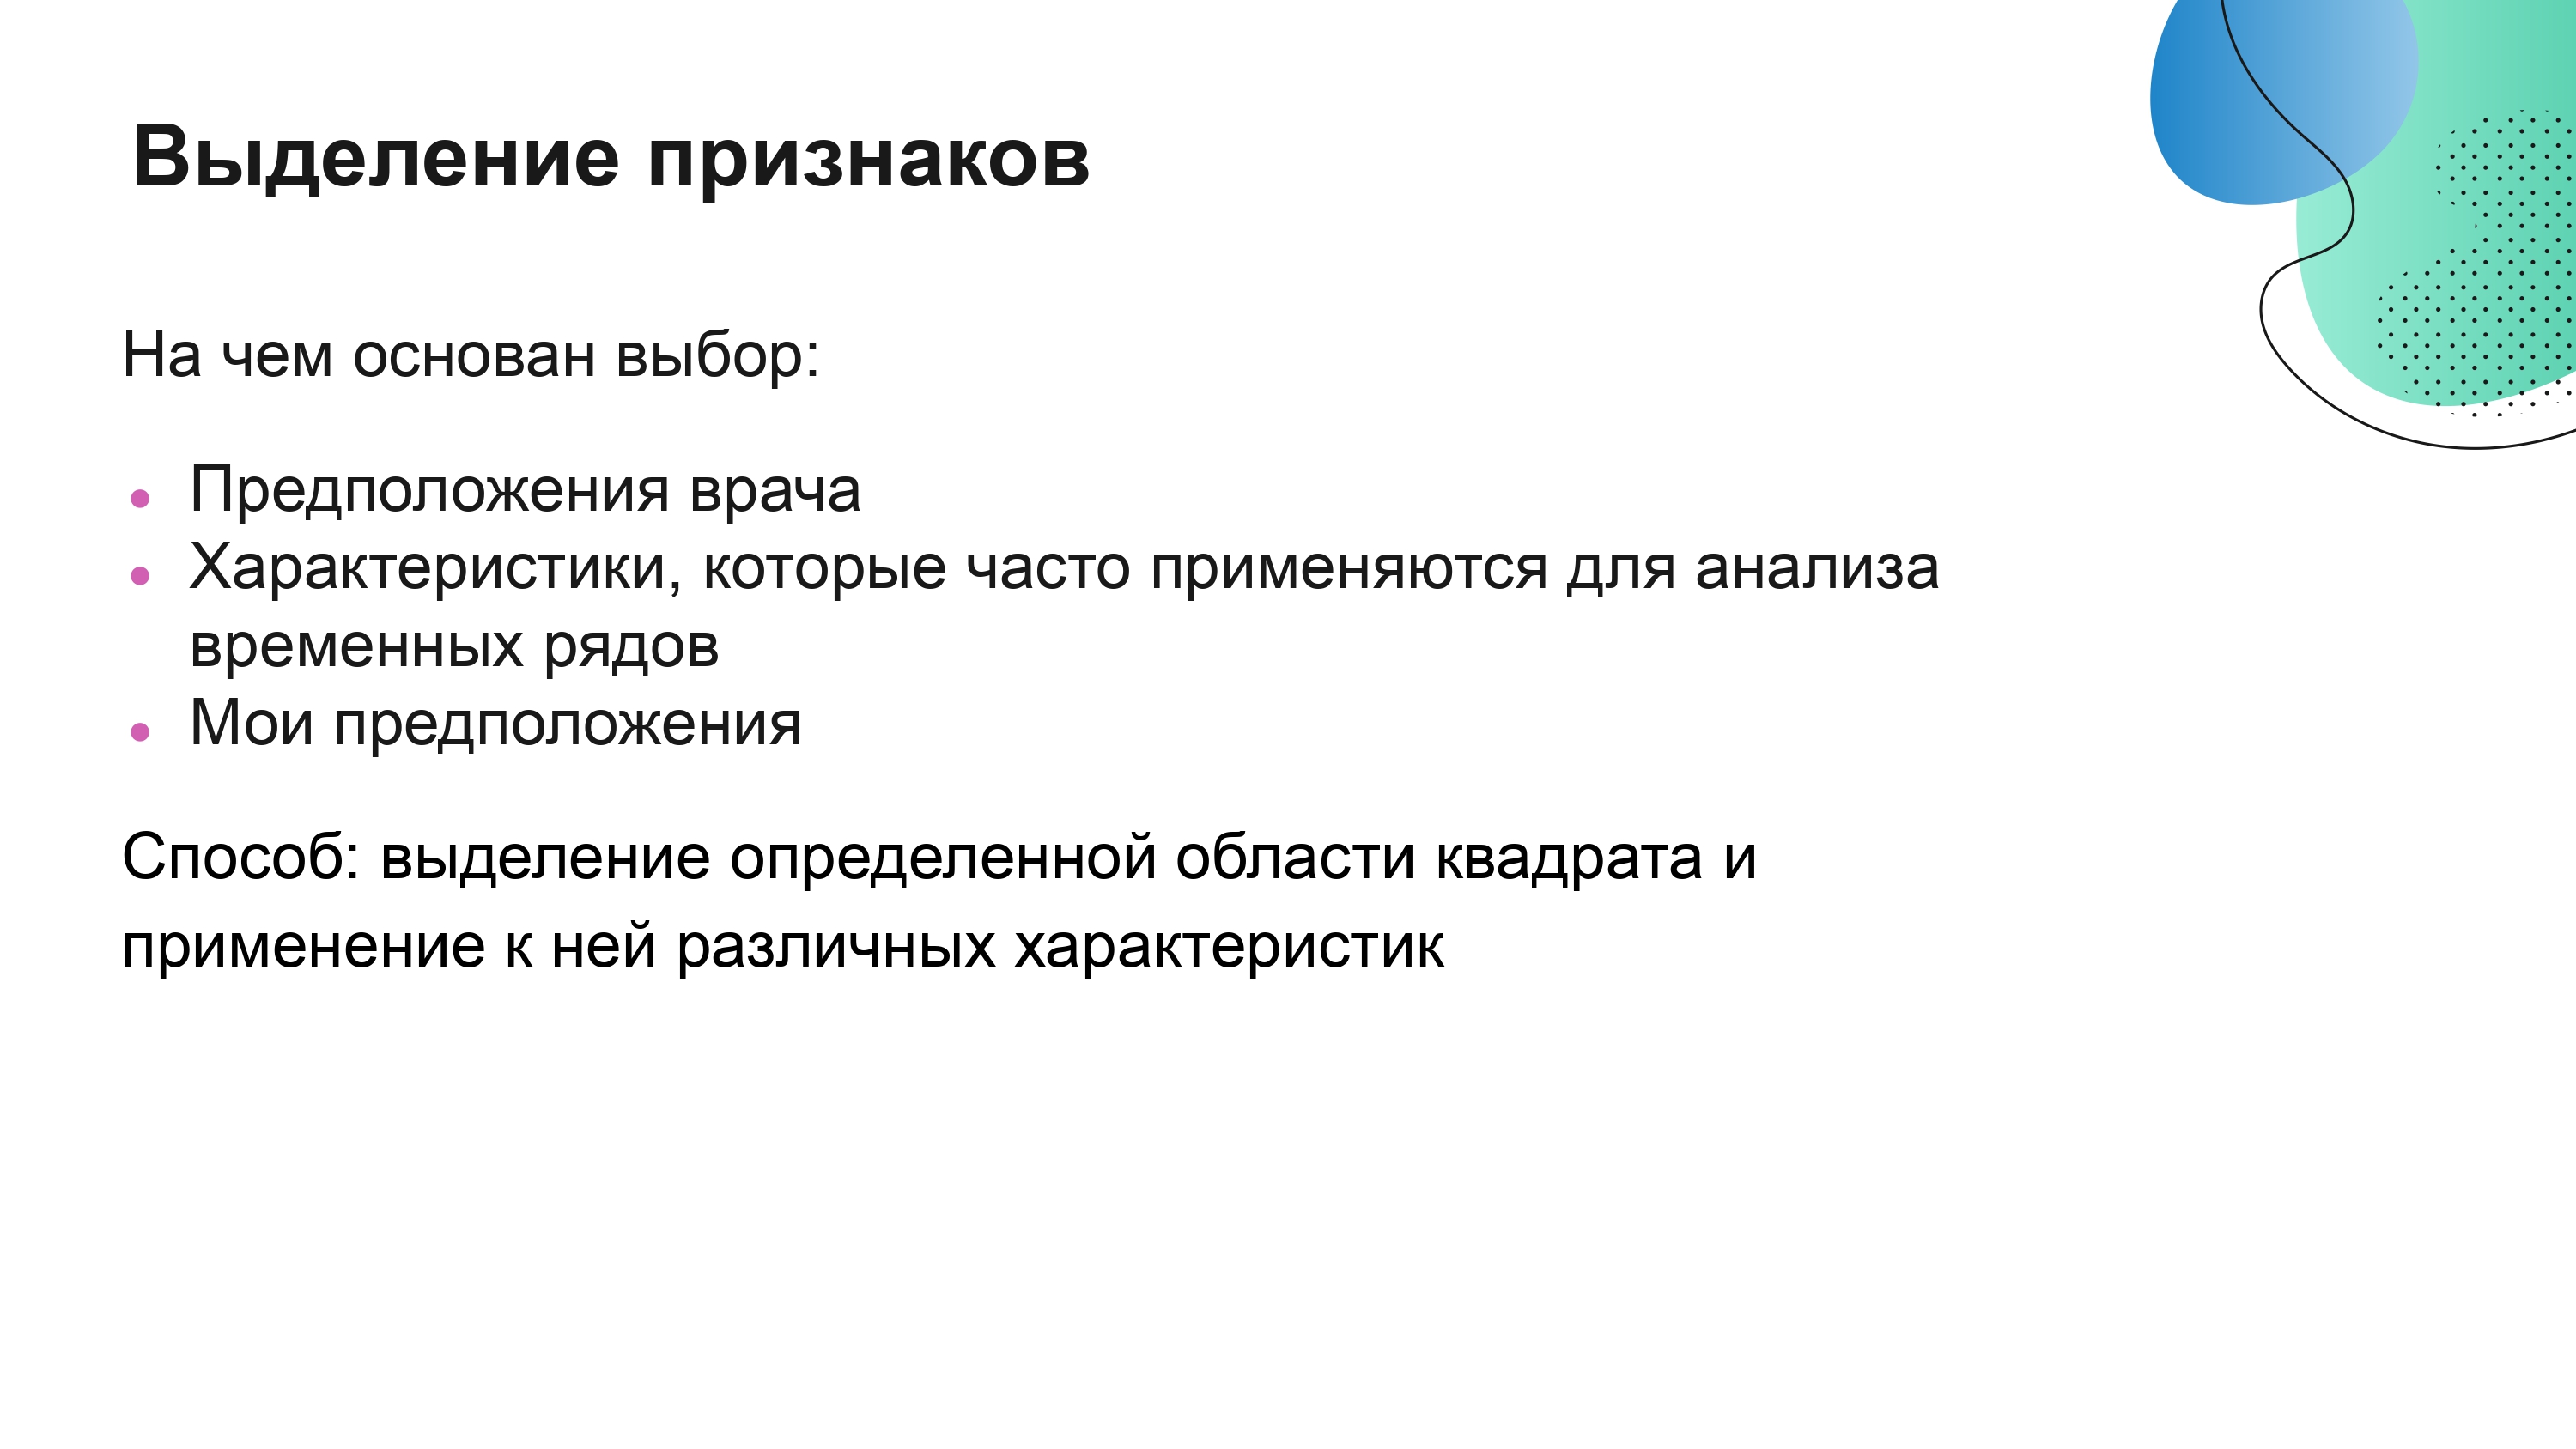 Выделение признаков
На чем основан выбор:
• Предположения врача
• Характеристики, которые часто применяются для анализа
временных рядов
• Мои предположения
Способ: выделение определенной области квадрата и
применение к ней различных характеристик